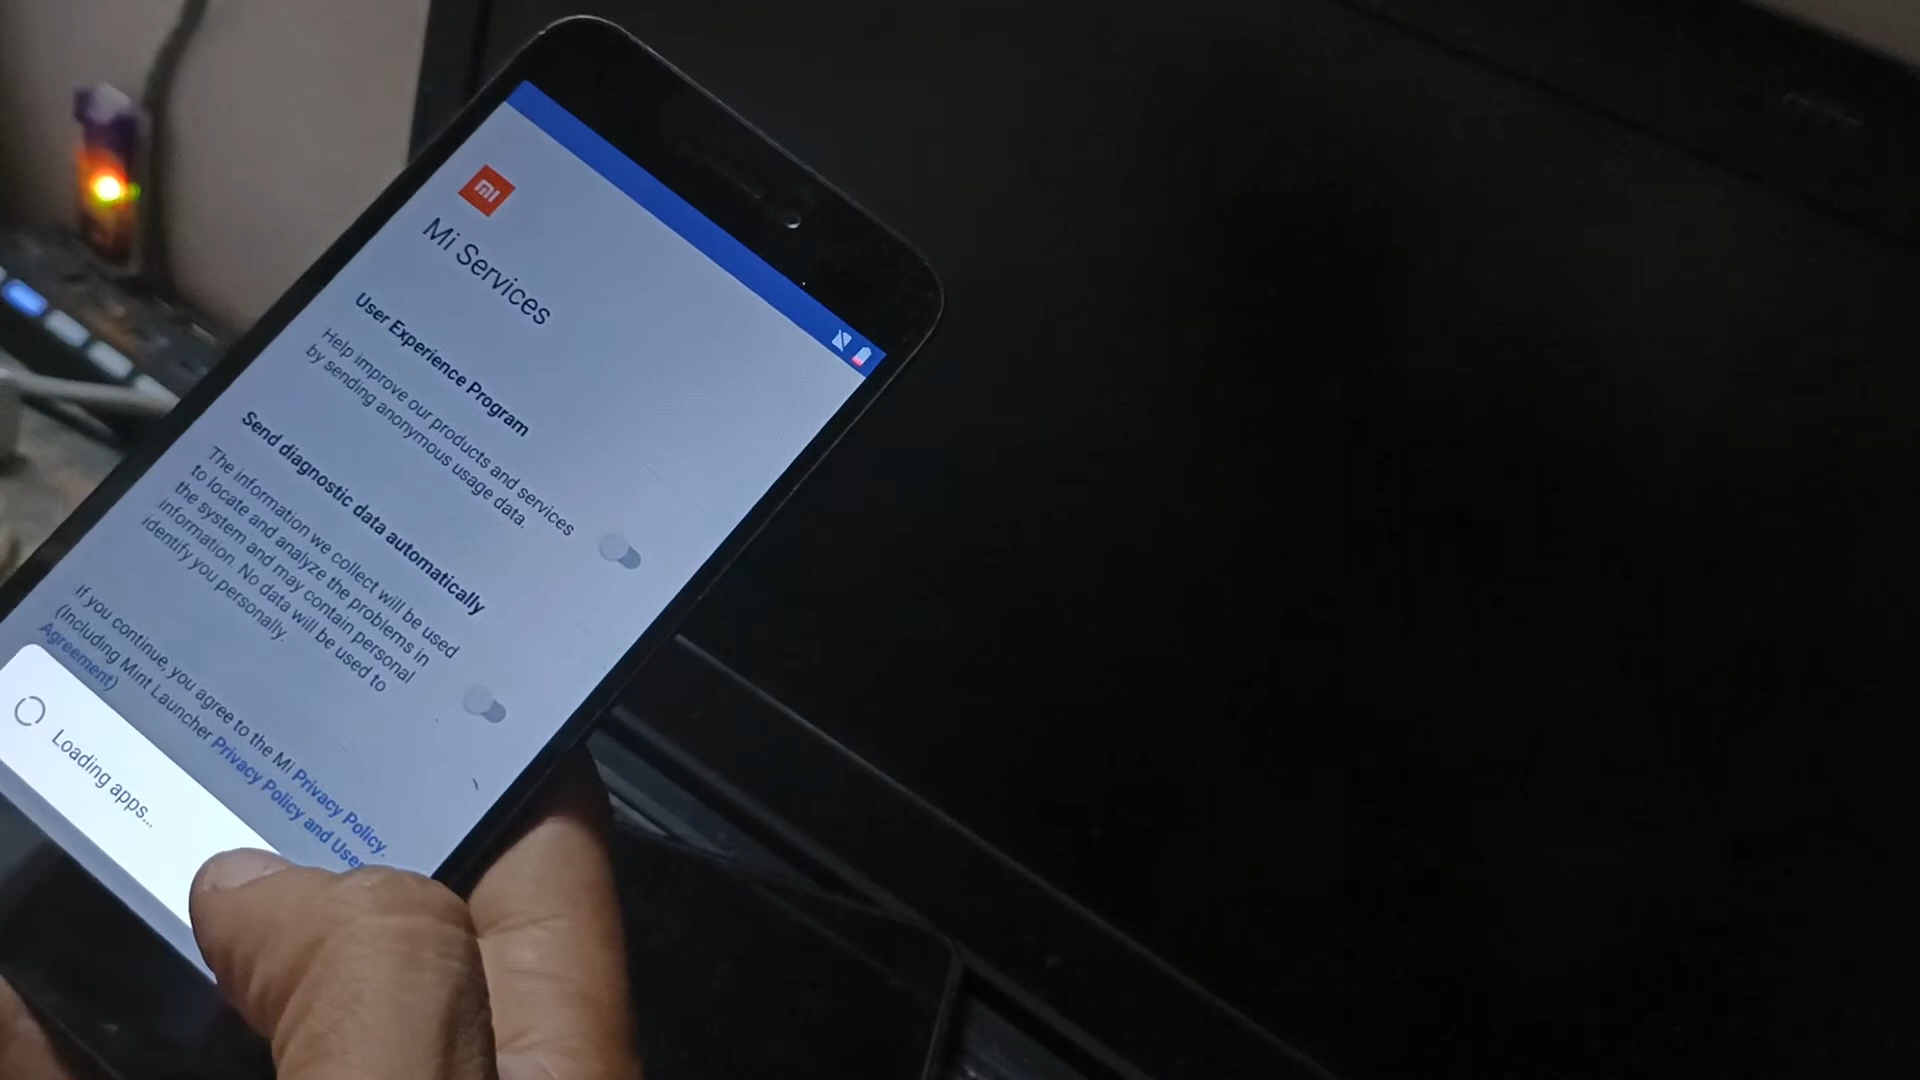 MI
Mi Services
User Experience Program
Help improve our products and services
by sending anonymous usage data.
Send diagnostic data automatically
The information we collect will be used
to locate and analyze the problems in
the system and may contain personal
information. No data will be used to
identify you personally.
If you continue, you agree to the Mi Privacy Policy.
(Including Mint Launcher Privacy Policy and User
Agreement)
Loading apps...